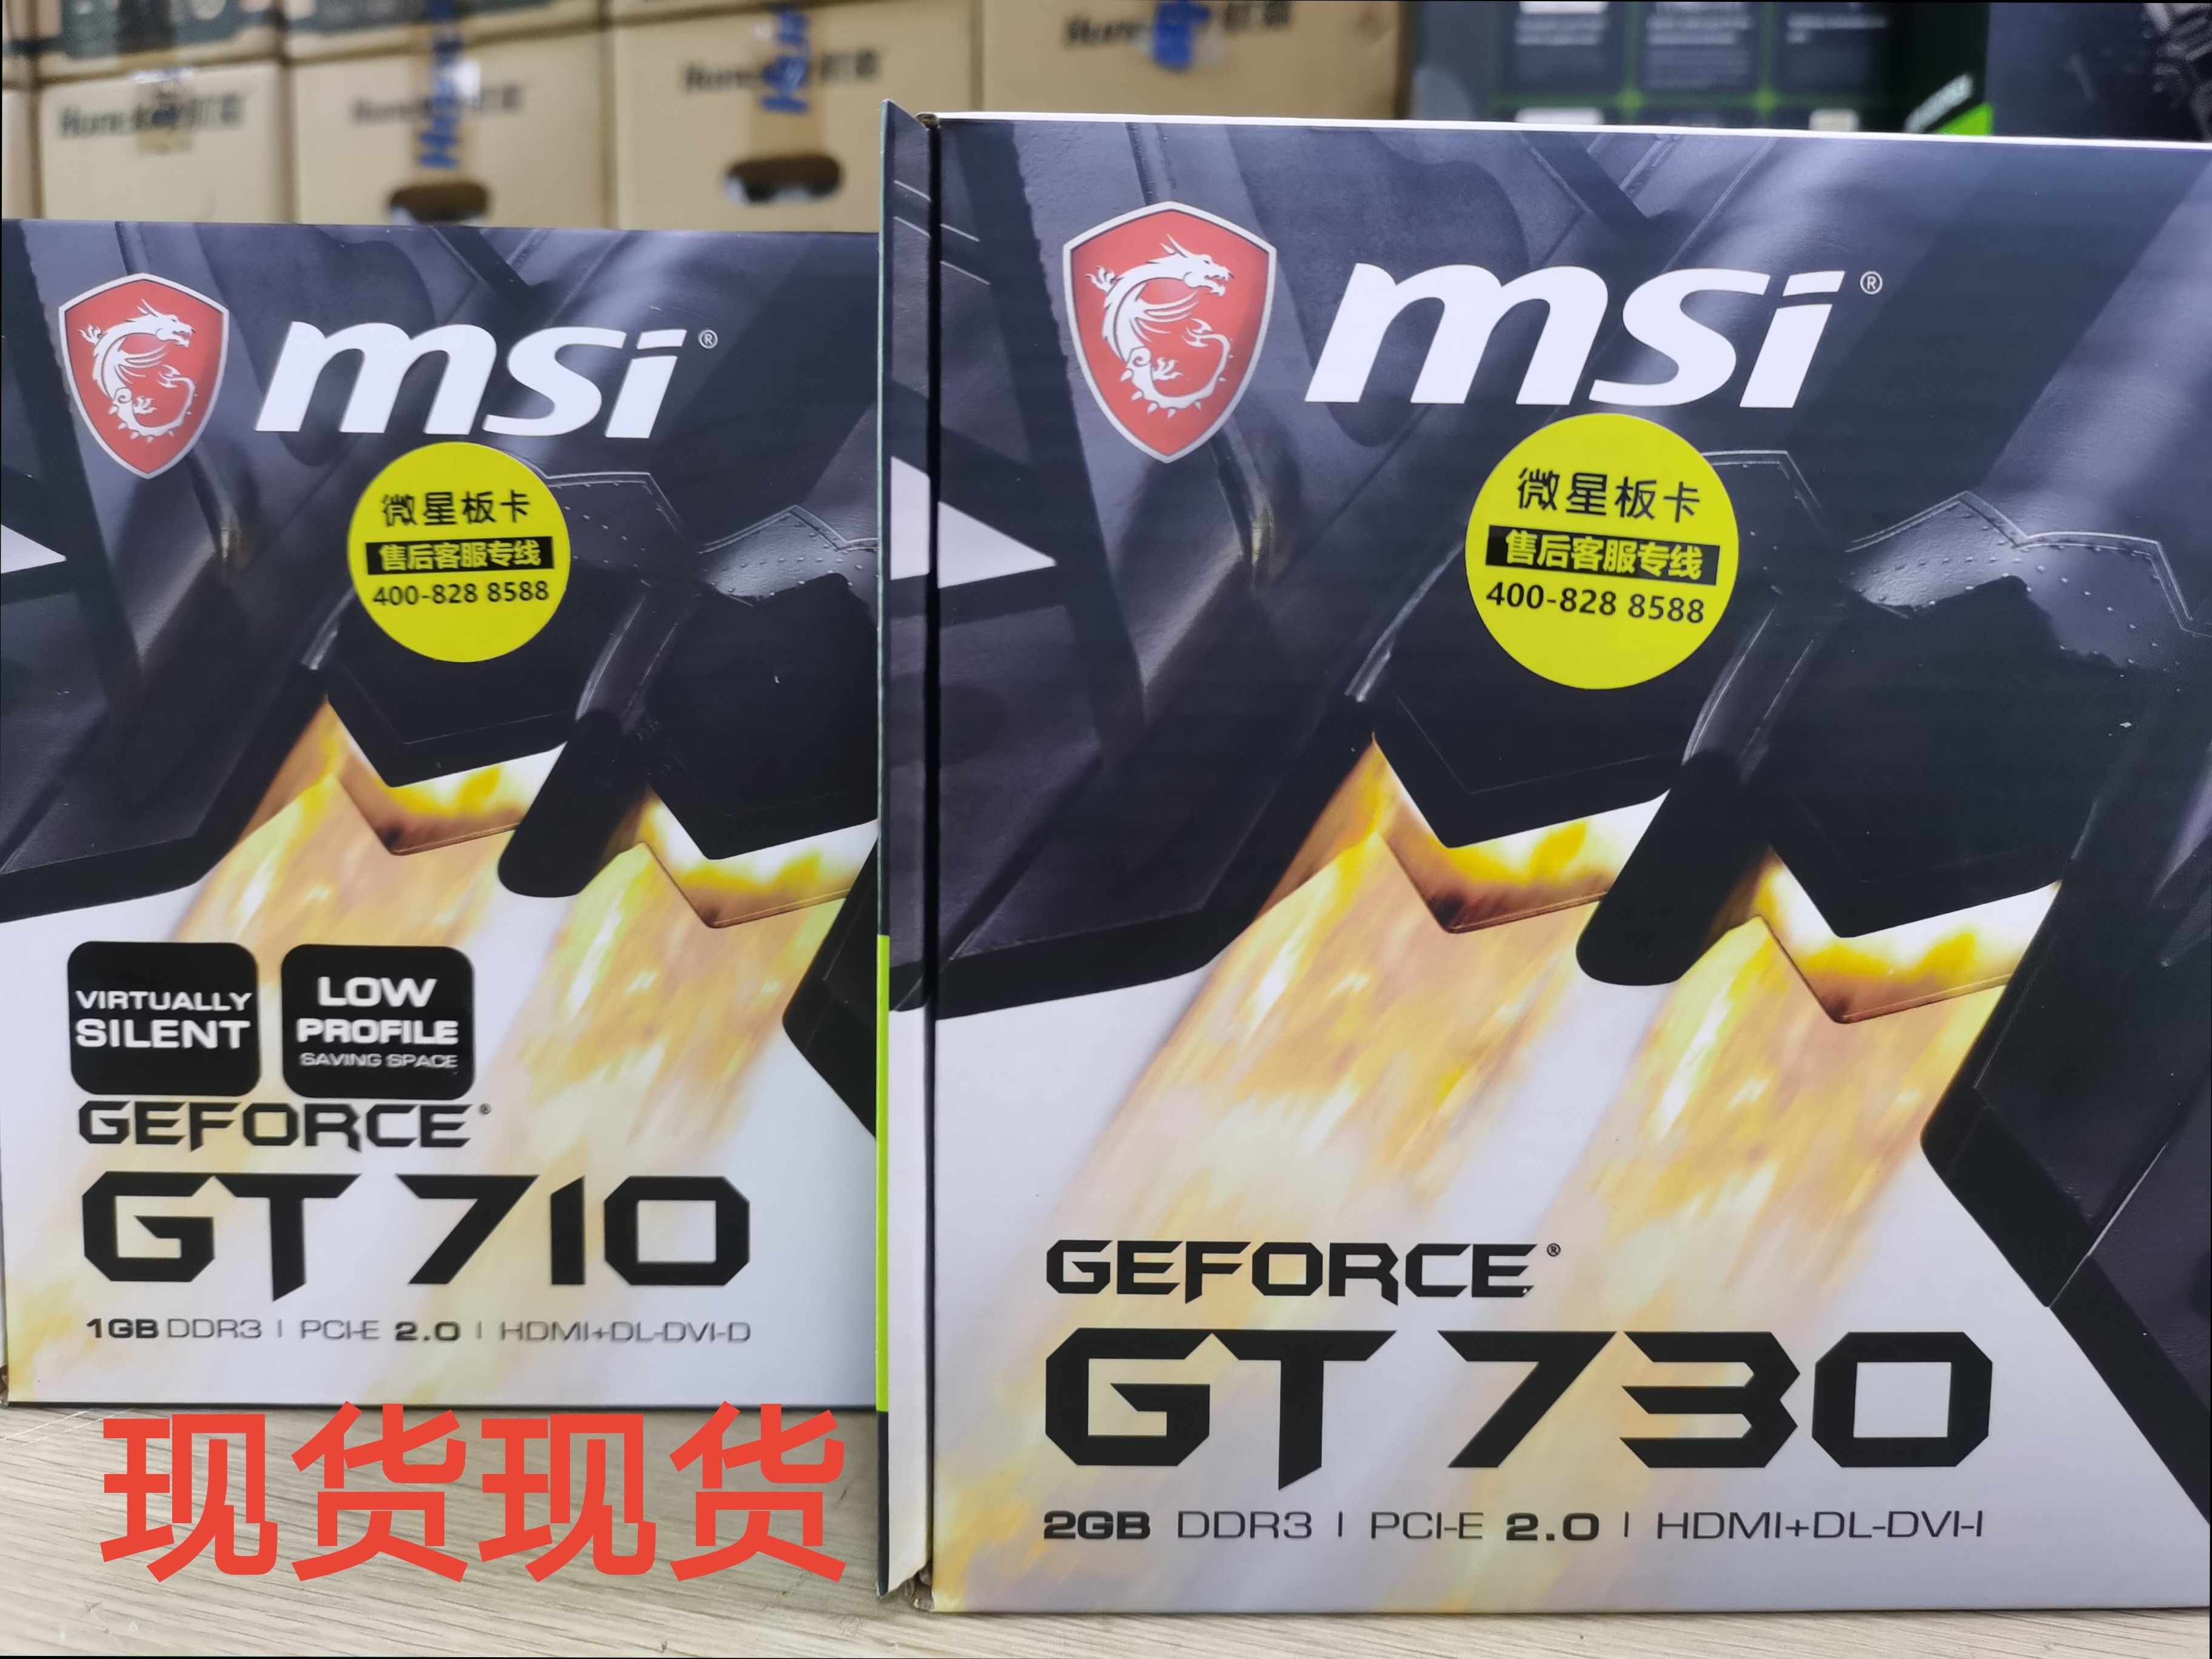 msi®
微星板卡
售后客服专线
400-828 8588
VIRTUALLY
SILENT
LOW
PROFILE
SAVING SPACE
GEFORCE®
GT 710
1GB DDR3 | PCI-E 2.0 | HDMI+DL-DVI-D
现货现货
msi®
微星板卡
售后客服专线
400-828 8588
GEFORCE®
GT 730
2GB DDR3 | PCI-E 2.0 | HDMI+DL-DVI-I